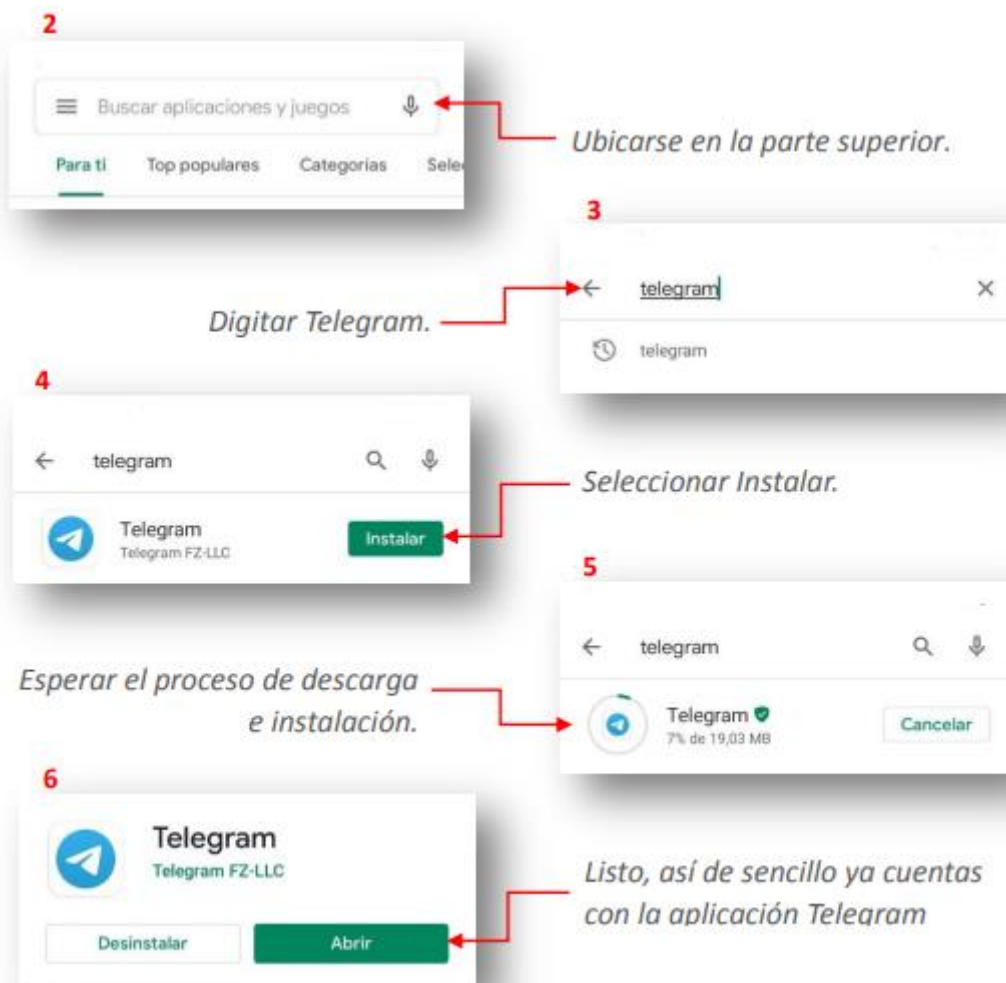 2
Buscar aplicaciones y juegos
Para ti Top populares Categorías Sele
Ubicarse en la parte superior.
3
telegram
telegram
Digitar Telegram.
4
telegram
Telegram
Telegram FZ-LLC
Instalar
Seleccionar Instalar.
5
telegram
Telegram
7% de 19,03 MB
Cancelar
Esperar el proceso de descarga
e instalación.
6
Telegram
Telegram FZ-LLC
Desinstalar Abrir
Listo, así de sencillo ya cuentas
con la aplicación Telegram